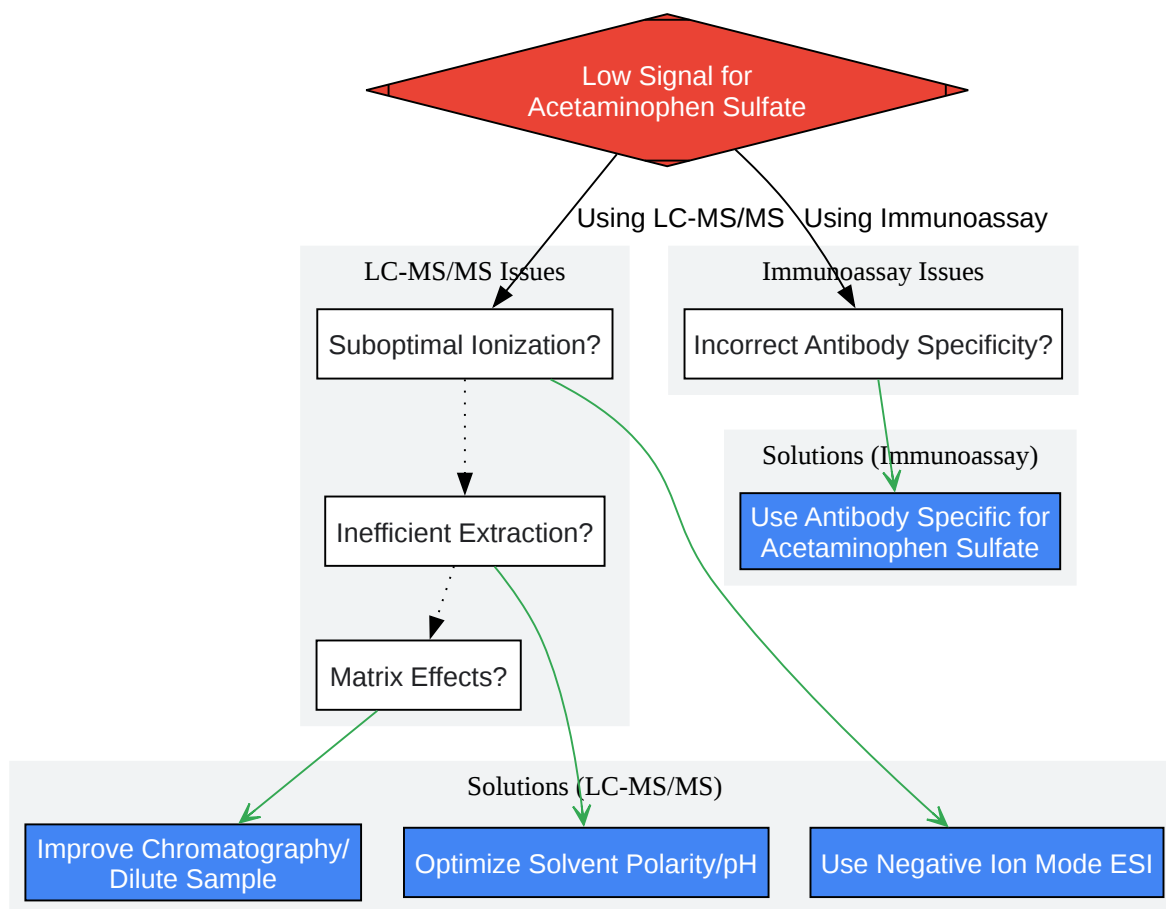 Low Signal for
Acetaminophen Sulfate
Using LC-MS/MS
Using Immunoassay
LC-MS/MS Issues
Immunoassay Issues
Suboptimal Ionization?
Incorrect Antibody Specificity?
Solutions (Immunoassay)
Use Antibody Specific for
Acetaminophen Sulfate
Inefficient Extraction?
Matrix Effects?
Solutions (LC-MS/MS)
Improve Chromatography/
Dilute Sample
Optimize Solvent Polarity/pH
Use Negative Ion Mode ESI